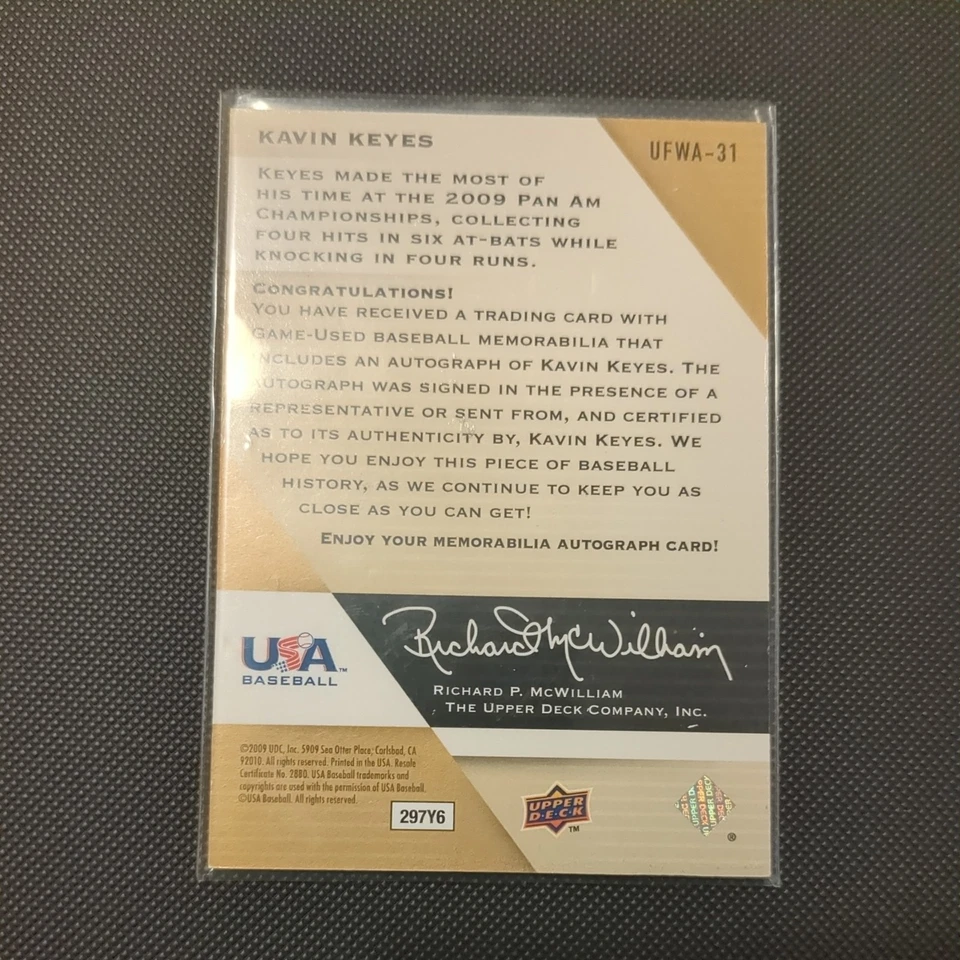 KAVIN KEYES
UFWA-31
KEYES MADE THE MOST OF
HIS TIME AT THE 2009 PAN AM
CHAMPIONSHIPS, COLLECTING
FOUR HITS IN SIX AT-BATS WHILE
KNOCKING IN FOUR RUNS.
CONGRATULATIONS!
YOU HAVE RECEIVED A TRADING CARD WITH
GAME-USED BASEBALL MEMORABILIA THAT
INCLUDES AN AUTOGRAPH OF KAVIN KEYES. THE
AUTOGRAPH WAS SIGNED IN THE PRESENCE OF A
REPRESENTATIVE OR SENT FROM, AND CERTIFIED
AS TO ITS AUTHENTICITY BY, KAVIN KEYES. WE
HOPE YOU ENJOY THIS PIECE OF BASEBALL
HISTORY, AS WE CONTINUE TO KEEP YOU AS
CLOSE AS YOU CAN GET!
ENJOY YOUR MEMORABILIA AUTOGRAPH CARD!
USA™
BASEBALL
Richard McWilliam
RICHARD P. MCWILLIAM
THE UPPER DECK COMPANY, INC.
©2009 UDC, Inc. 5909 Sea Otter Place, Carlsbad, CA
92010. All rights reserved. Printed in the USA. Resale
Certificate No. 2880. USA Baseball trademarks and
copyrights are used with the permission of USA Baseball.
©USA Baseball. All rights reserved.
297Y6
UPPER
D·E·C·K
™
UPPER DECK
®